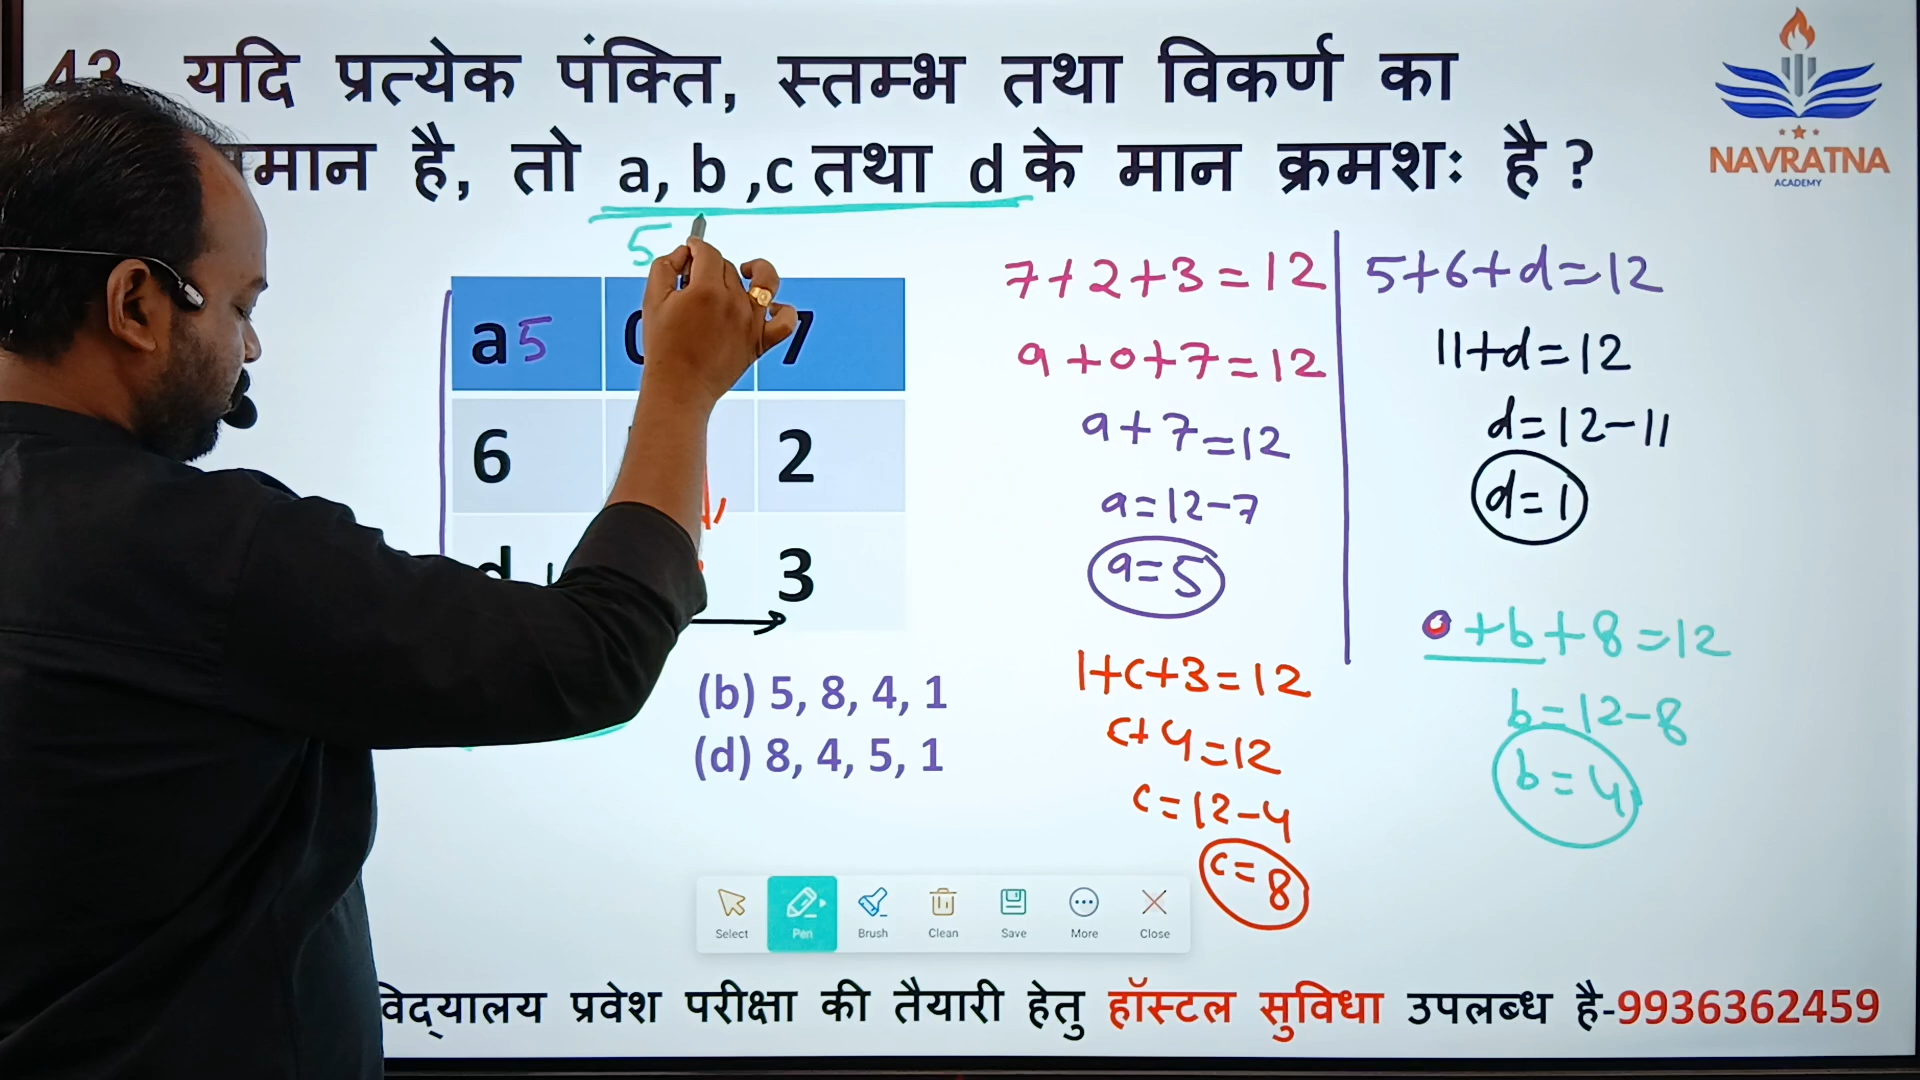 43. यदि प्रत्येक पंक्ति, स्तम्भ तथा विकर्ण का
मान है, तो a, b ,c तथा d के मान क्रमशः है ?
NAVRATNA
ACADEMY
5
a 5 0 7
6 2
d 3
(b) 5, 8, 4, 1
(d) 8, 4, 5, 1
7+2+3=12
a+0+7=12
a+7=12
a=12-7
a=5
1+c+3=12
c+4=12
c=12-4
c=8
5+6+d=12
11+d=12
d=12-11
d=1
+b+8=12
b=12-8
b=4
Select Pen Brush Clean Save More Close
विद्यालय प्रवेश परीक्षा की तैयारी हेतु हॉस्टल सुविधा उपलब्ध है-9936362459